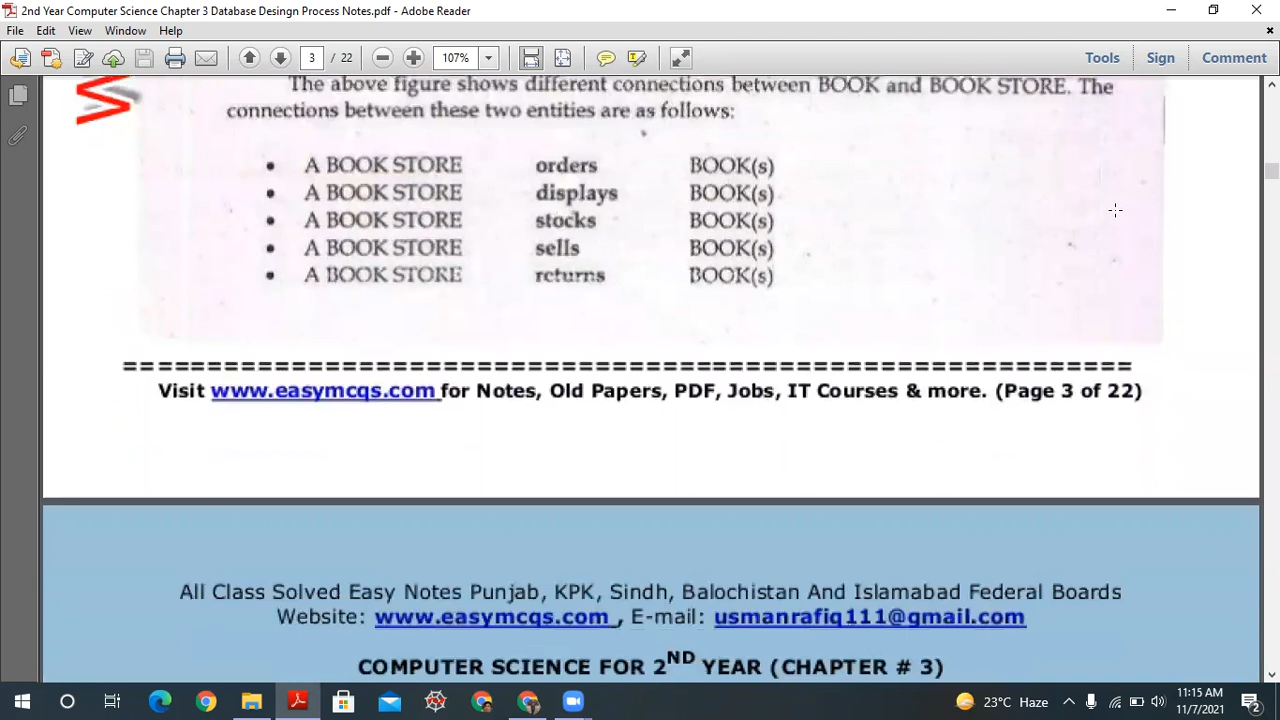 2nd Year Computer Science Chapter 3 Database Desingn Process Notes.pdf - Adobe Reader
File Edit View Window Help
3 / 22 107% Tools Sign Comment
The above figure shows different connections between BOOK and BOOK STORE. The
connections between these two entities are as follows:
• A BOOK STORE orders BOOK(s)
• A BOOK STORE displays BOOK(s)
• A BOOK STORE stocks BOOK(s)
• A BOOK STORE sells BOOK(s)
• A BOOK STORE returns BOOK(s)
==============================================================
Visit www.easymcqs.com for Notes, Old Papers, PDF, Jobs, IT Courses & more. (Page 3 of 22)
All Class Solved Easy Notes Punjab, KPK, Sindh, Balochistan And Islamabad Federal Boards
Website: www.easymcqs.com , E-mail: usmanrafiq111@gmail.com
COMPUTER SCIENCE FOR 2ND YEAR (CHAPTER # 3)
23°C Haze
11:15 AM
11/7/2021
2